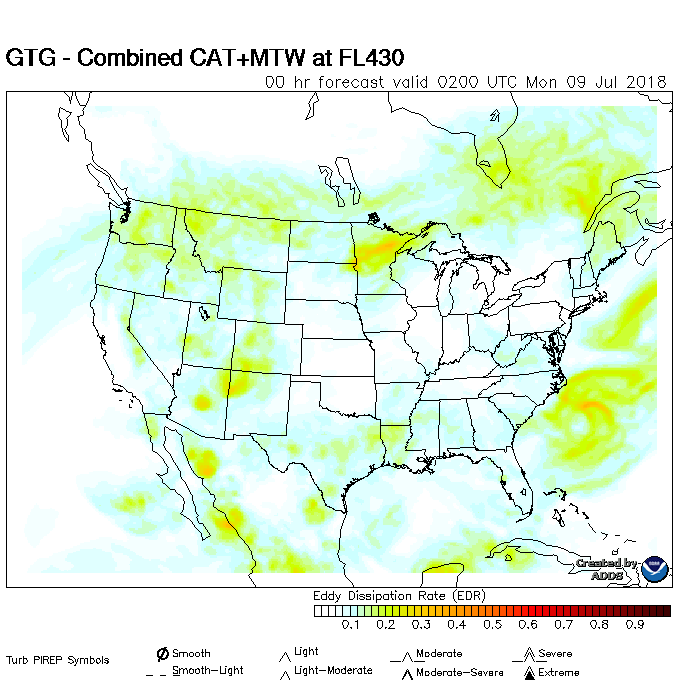 GTG - Combined CAT+MTW at FL430
00 hr forecast valid 0200 UTC Mon 09 Jul 2018
Created by
ADDS
Eddy Dissipation Rate (EDR)
0.1 0.2 0.3 0.4 0.5 0.6 0.7 0.8 0.9
Turb PIREP Symbols
Smooth Light Moderate Severe
Smooth-Light Light-Moderate Moderate-Severe Extreme